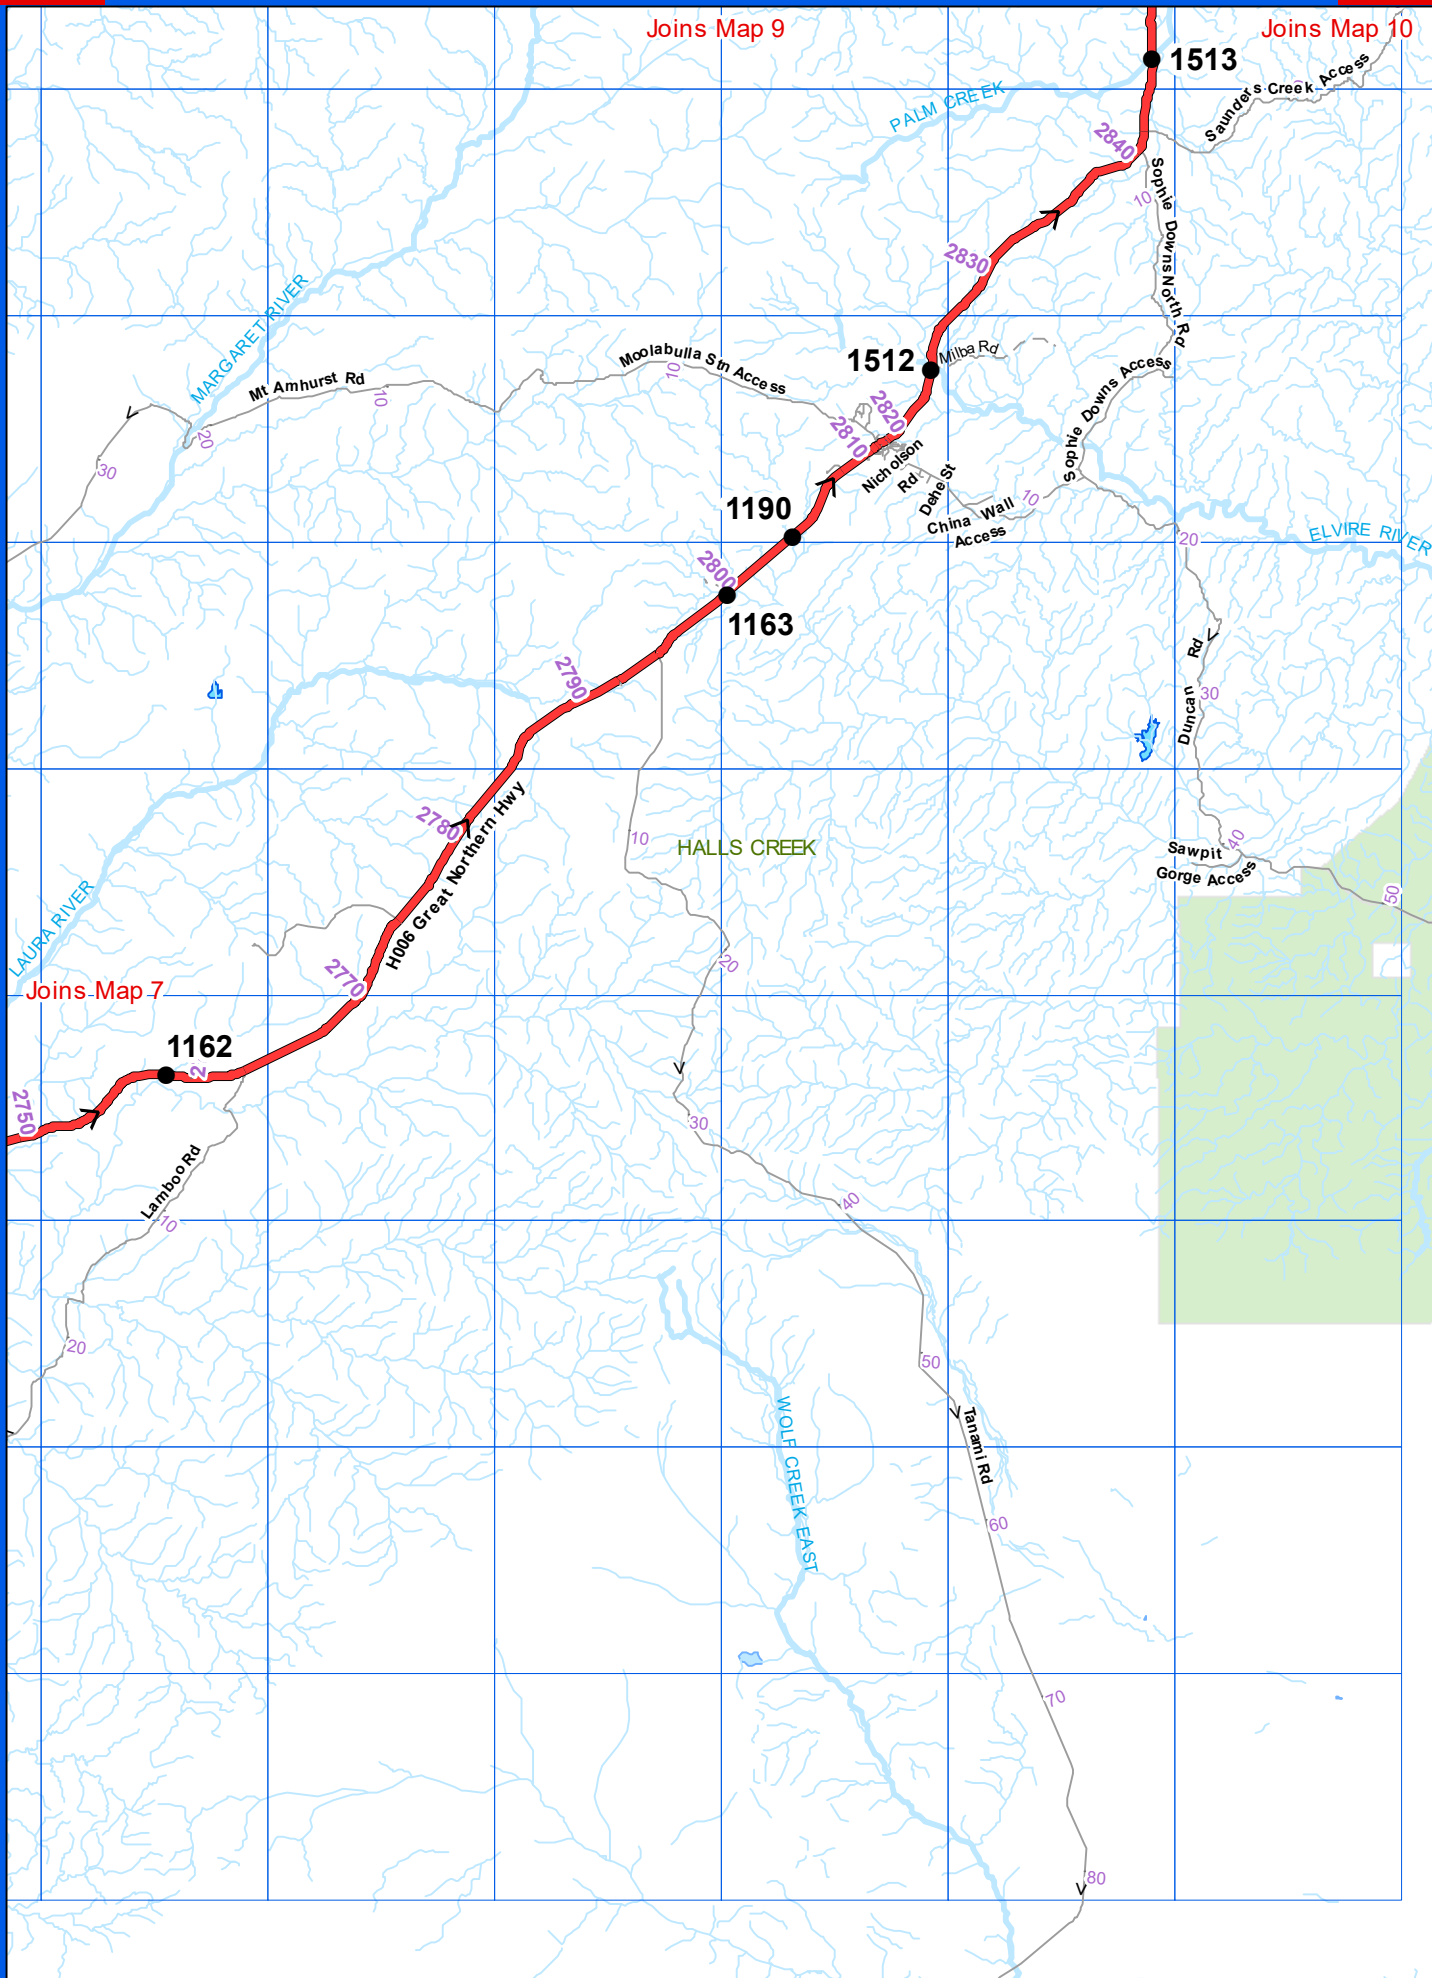 Joins Map 9
Joins Map 10
1513
Saunders Creek Access
PALM CREEK
2840
Sophie Downs North Rd
10
2830
MARGARET RIVER
Milba Rd
1512
Moolabulla Stn Access
10
Mt Amhurst Rd
10
Sophie Downs Access
2820
2810
20
30
Nicholson
Rd
Dehe St
10
China Wall
Access
1190
ELVIRE RIVER
20
2800
1163
Duncan Rd
30
2790
2780
H006 Great Northern Hwy
10
HALLS CREEK
40
Sawpit
Gorge Access
50
LAURA RIVER
20
2770
Joins Map 7
1162
2
2750
30
Lamboo Rd
10
40
20
50
Tanami Rd
WOLF CREEK EAST
60
70
80